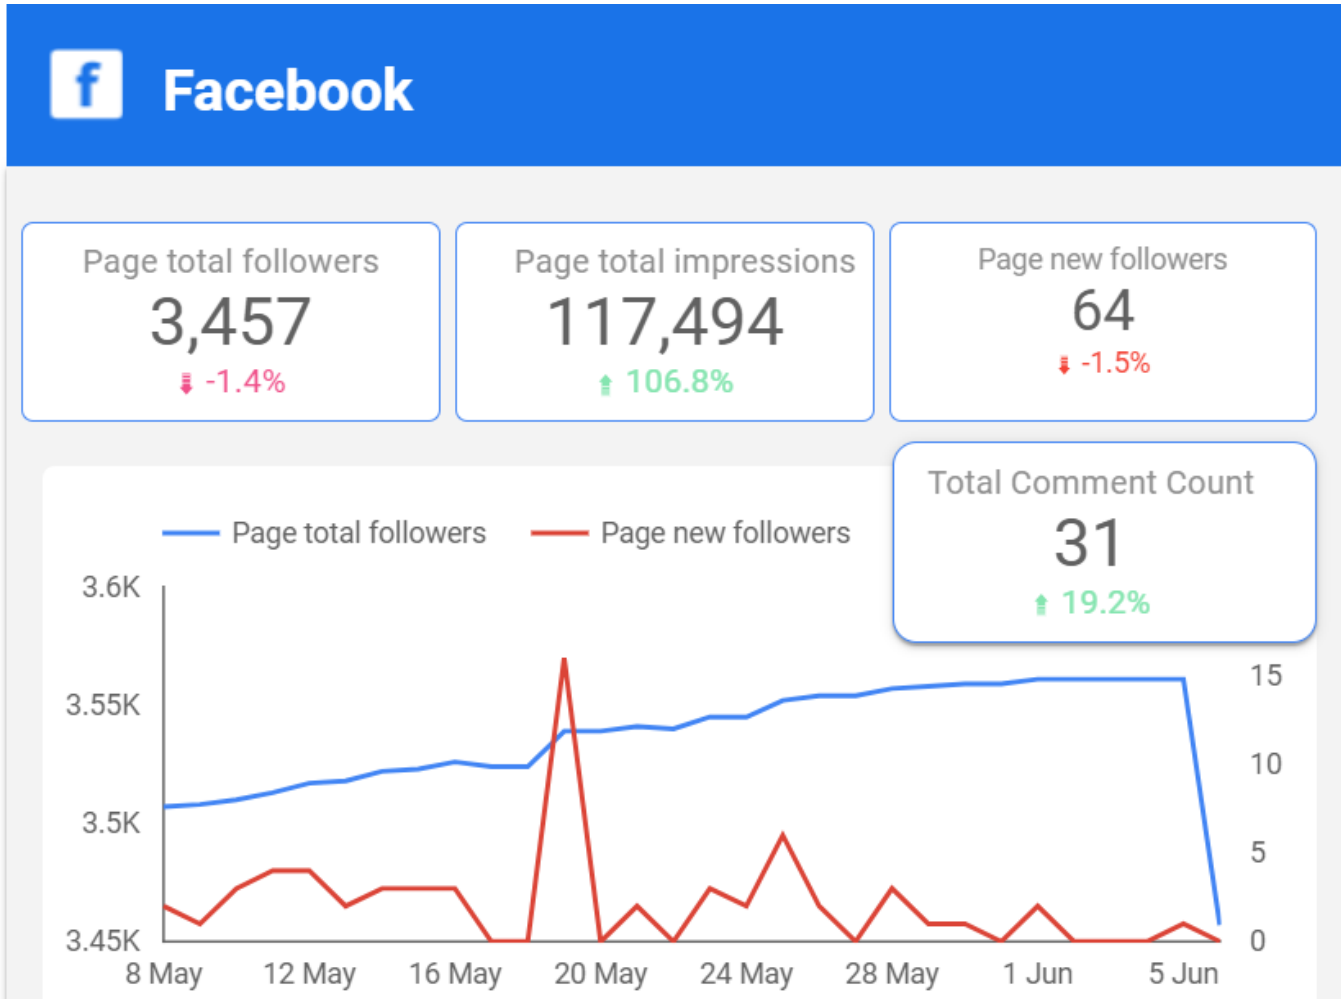 f Facebook
Page total followers
3,457
-1.4%
Page total impressions
117,494
106.8%
Page new followers
64
-1.5%
Total Comment Count
31
19.2%
Page total followers
Page new followers
3.6K
3.55K
3.5K
3.45K
15
10
5
0
8 May
12 May
16 May
20 May
24 May
28 May
1 Jun
5 Jun